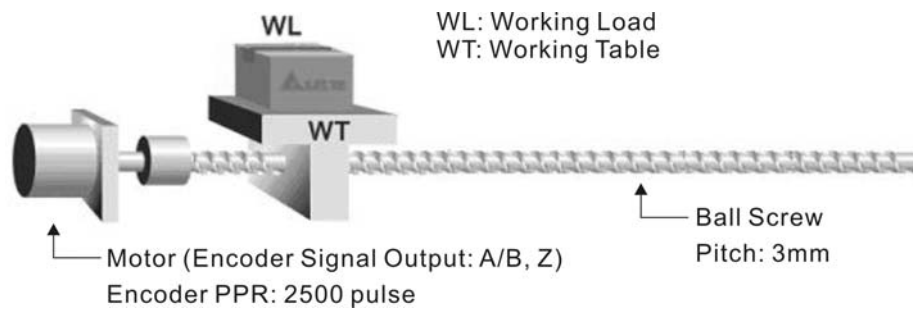 WL: Working Load
WT: Working Table
WL
WT
Ball Screw
Pitch: 3mm
Motor (Encoder Signal Output: A/B, Z)
Encoder PPR: 2500 pulse